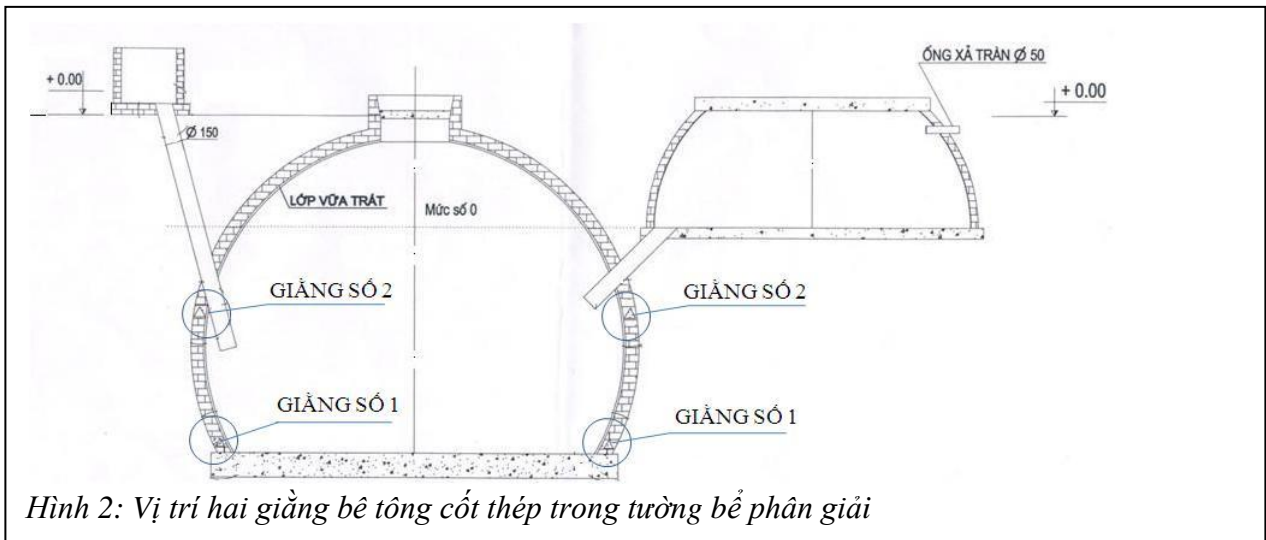 ỐNG XẢ TRÀN Ø 50
+ 0.00
+ 0.00
Ø 150
LỚP VỮA TRÁT
Mức số 0
GIẰNG SỐ 2
GIẰNG SỐ 2
GIẰNG SỐ 1
GIẰNG SỐ 1
Hình 2: Vị trí hai giằng bê tông cốt thép trong tường bể phân giải